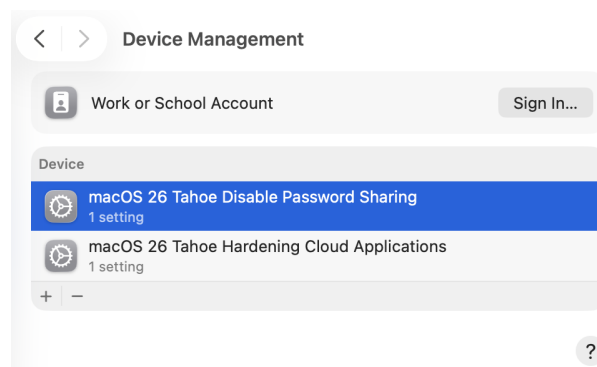 Device Management
Work or School Account
Sign In...
Device
macOS 26 Tahoe Disable Password Sharing
1 setting
macOS 26 Tahoe Hardening Cloud Applications
1 setting
+ −
?